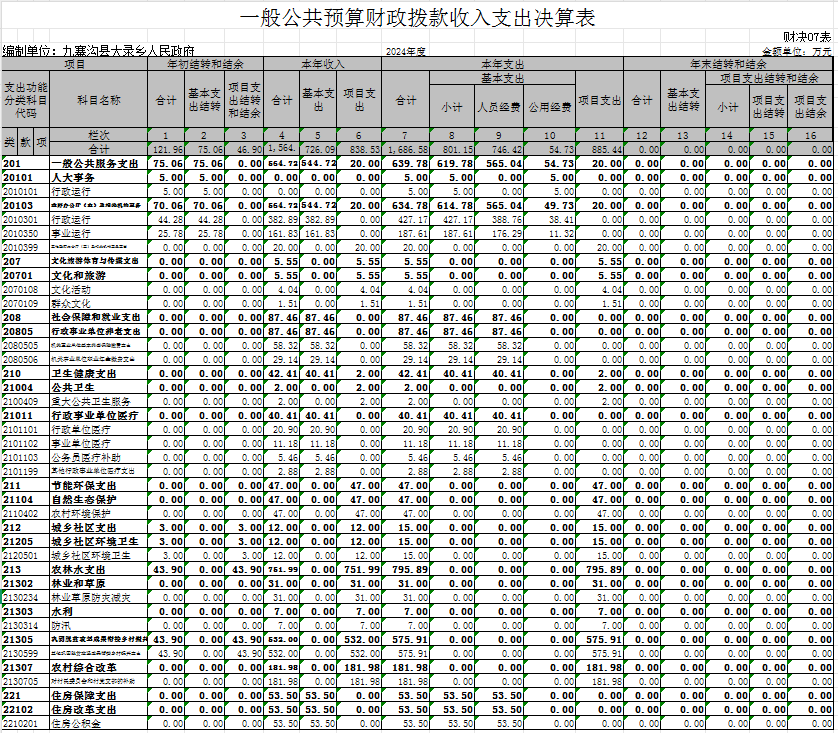 一般公共预算财政拨款收入支出决算表
财决07表
编制单位：九寨沟县大录乡人民政府 2024年度 金额单位：万元
项目 年初结转和结余 本年收入 本年支出 年末结转和结余
支出功能分类科目代码 科目名称 合计 基本支出结转 项目支出结转和结余 合计 基本支出 项目支出 合计 基本支出 项目支出 合计 基本支出结转 项目支出结转和结余
小计 人员经费 公用经费 小计 项目支出结转 项目支出结余
类 款 项 栏次 1 2 3 4 5 6 7 8 9 10 11 12 13 14 15 16
合计 121.96 75.06 46.90 1,564. 726.09 838.53 1,686.58 801.15 746.42 54.73 885.44 0.00 0.00 0.00 0.00 0.00
201 一般公共服务支出 75.06 75.06 0.00 564.72 544.72 20.00 639.78 619.78 565.04 54.73 20.00 0.00 0.00 0.00 0.00 0.00
20101 人大事务 5.00 5.00 0.00 0.00 0.00 0.00 5.00 5.00 0.00 5.00 0.00 0.00 0.00 0.00 0.00 0.00
2010101 行政运行 5.00 5.00 0.00 0.00 0.00 0.00 5.00 5.00 0.00 5.00 0.00 0.00 0.00 0.00 0.00 0.00
20103 70.06 70.06 0.00 564.72 544.72 20.00 634.78 614.78 565.04 49.73 20.00 0.00 0.00 0.00 0.00 0.00
2010301 行政运行 44.28 44.28 0.00 382.89 382.89 0.00 427.17 427.17 388.76 38.41 0.00 0.00 0.00 0.00 0.00 0.00
2010350 事业运行 25.78 25.78 0.00 161.83 161.83 0.00 187.61 187.61 176.29 11.32 0.00 0.00 0.00 0.00 0.00 0.00
2010399 0.00 0.00 0.00 20.00 0.00 20.00 20.00 0.00 0.00 0.00 20.00 0.00 0.00 0.00 0.00 0.00
207 文化旅游体育与传媒支出 0.00 0.00 0.00 5.55 0.00 5.55 5.55 0.00 0.00 0.00 5.55 0.00 0.00 0.00 0.00 0.00
20701 文化和旅游 0.00 0.00 0.00 5.55 0.00 5.55 5.55 0.00 0.00 0.00 5.55 0.00 0.00 0.00 0.00 0.00
2070108 文化活动 0.00 0.00 0.00 4.04 0.00 4.04 4.04 0.00 0.00 0.00 4.04 0.00 0.00 0.00 0.00 0.00
2070109 群众文化 0.00 0.00 0.00 1.51 0.00 1.51 1.51 0.00 0.00 0.00 1.51 0.00 0.00 0.00 0.00 0.00
208 社会保障和就业支出 0.00 0.00 0.00 87.46 87.46 0.00 87.46 87.46 87.46 0.00 0.00 0.00 0.00 0.00 0.00 0.00
20805 行政事业单位养老支出 0.00 0.00 0.00 87.46 87.46 0.00 87.46 87.46 87.46 0.00 0.00 0.00 0.00 0.00 0.00 0.00
2080505 0.00 0.00 0.00 58.32 58.32 0.00 58.32 58.32 58.32 0.00 0.00 0.00 0.00 0.00 0.00 0.00
2080506 机关事业单位职业年金缴费支出 0.00 0.00 0.00 29.14 29.14 0.00 29.14 29.14 29.14 0.00 0.00 0.00 0.00 0.00 0.00 0.00
210 卫生健康支出 0.00 0.00 0.00 42.41 40.41 2.00 42.41 40.41 40.41 0.00 2.00 0.00 0.00 0.00 0.00 0.00
21004 公共卫生 0.00 0.00 0.00 2.00 0.00 2.00 2.00 0.00 0.00 0.00 2.00 0.00 0.00 0.00 0.00 0.00
2100409 重大公共卫生服务 0.00 0.00 0.00 2.00 0.00 2.00 2.00 0.00 0.00 0.00 2.00 0.00 0.00 0.00 0.00 0.00
21011 行政事业单位医疗 0.00 0.00 0.00 40.41 40.41 0.00 40.41 40.41 40.41 0.00 0.00 0.00 0.00 0.00 0.00 0.00
2101101 行政单位医疗 0.00 0.00 0.00 20.90 20.90 0.00 20.90 20.90 20.90 0.00 0.00 0.00 0.00 0.00 0.00 0.00
2101102 事业单位医疗 0.00 0.00 0.00 11.18 11.18 0.00 11.18 11.18 11.18 0.00 0.00 0.00 0.00 0.00 0.00 0.00
2101103 公务员医疗补助 0.00 0.00 0.00 5.46 5.46 0.00 5.46 5.46 5.46 0.00 0.00 0.00 0.00 0.00 0.00 0.00
2101199 其他行政事业单位医疗支出 0.00 0.00 0.00 2.88 2.88 0.00 2.88 2.88 2.88 0.00 0.00 0.00 0.00 0.00 0.00 0.00
211 节能环保支出 0.00 0.00 0.00 47.00 0.00 47.00 47.00 0.00 0.00 0.00 47.00 0.00 0.00 0.00 0.00 0.00
21104 自然生态保护 0.00 0.00 0.00 47.00 0.00 47.00 47.00 0.00 0.00 0.00 47.00 0.00 0.00 0.00 0.00 0.00
2110402 农村环境保护 0.00 0.00 0.00 47.00 0.00 47.00 47.00 0.00 0.00 0.00 47.00 0.00 0.00 0.00 0.00 0.00
212 城乡社区支出 3.00 0.00 3.00 12.00 0.00 12.00 15.00 0.00 0.00 0.00 15.00 0.00 0.00 0.00 0.00 0.00
21205 城乡社区环境卫生 3.00 0.00 3.00 12.00 0.00 12.00 15.00 0.00 0.00 0.00 15.00 0.00 0.00 0.00 0.00 0.00
2120501 城乡社区环境卫生 3.00 0.00 3.00 12.00 0.00 12.00 15.00 0.00 0.00 0.00 15.00 0.00 0.00 0.00 0.00 0.00
213 农林水支出 43.90 0.00 43.90 751.99 0.00 751.99 795.89 0.00 0.00 0.00 795.89 0.00 0.00 0.00 0.00 0.00
21302 林业和草原 0.00 0.00 0.00 31.00 0.00 31.00 31.00 0.00 0.00 0.00 31.00 0.00 0.00 0.00 0.00 0.00
2130234 林业草原防灾减灾 0.00 0.00 0.00 31.00 0.00 31.00 31.00 0.00 0.00 0.00 31.00 0.00 0.00 0.00 0.00 0.00
21303 水利 0.00 0.00 0.00 7.00 0.00 7.00 7.00 0.00 0.00 0.00 7.00 0.00 0.00 0.00 0.00 0.00
2130314 防汛 0.00 0.00 0.00 7.00 0.00 7.00 7.00 0.00 0.00 0.00 7.00 0.00 0.00 0.00 0.00 0.00
21305 巩固脱贫攻坚成果衔接乡村振兴 43.90 0.00 43.90 532.00 0.00 532.00 575.91 0.00 0.00 0.00 575.91 0.00 0.00 0.00 0.00 0.00
2130599 43.90 0.00 43.90 532.00 0.00 532.00 575.91 0.00 0.00 0.00 575.91 0.00 0.00 0.00 0.00 0.00
21307 农村综合改革 0.00 0.00 0.00 181.98 0.00 181.98 181.98 0.00 0.00 0.00 181.98 0.00 0.00 0.00 0.00 0.00
2130705 对村民委员会和村党支部的补助 0.00 0.00 0.00 181.98 0.00 181.98 181.98 0.00 0.00 0.00 181.98 0.00 0.00 0.00 0.00 0.00
221 住房保障支出 0.00 0.00 0.00 53.50 53.50 0.00 53.50 53.50 53.50 0.00 0.00 0.00 0.00 0.00 0.00 0.00
22102 住房改革支出 0.00 0.00 0.00 53.50 53.50 0.00 53.50 53.50 53.50 0.00 0.00 0.00 0.00 0.00 0.00 0.00
2210201 住房公积金 0.00 0.00 0.00 53.50 53.50 0.00 53.50 53.50 53.50 0.00 0.00 0.00 0.00 0.00 0.00 0.00